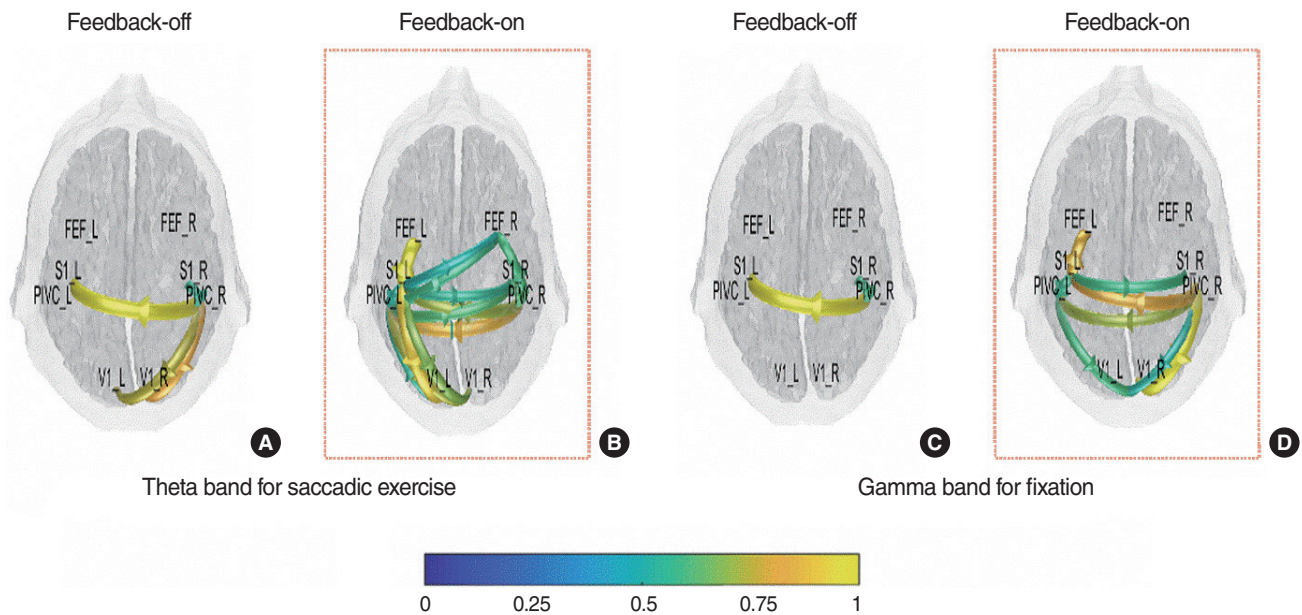 Feedback-off
Feedback-on
Feedback-off
Feedback-on
FEF_L
FEF_R
S1_L
S1_R
PIVC_L
PIVC_R
V1_L
V1_R
A
FEF_L
FEF_R
S1_L
S1_R
PIVC_L
PIVC_R
V1_L
V1_R
B
FEF_L
FEF_R
S1_L
S1_R
PIVC_L
PIVC_R
V1_L
V1_R
C
FEF_L
FEF_R
S1_L
S1_R
PIVC_L
PIVC_R
V1_L
V1_R
D
Theta band for saccadic exercise
Gamma band for fixation
0 0.25 0.5 0.75 1